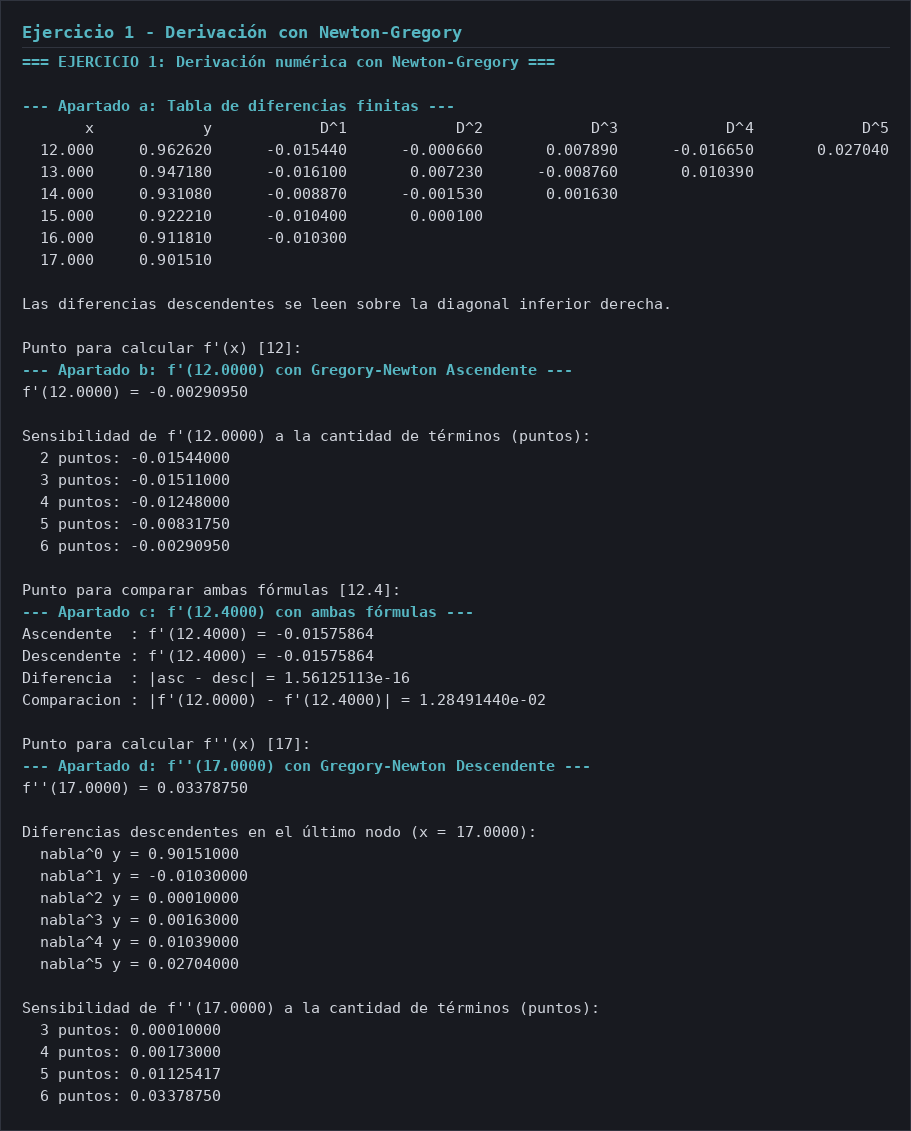 Ejercicio 1 - Derivación con Newton-Gregory
=== EJERCICIO 1: Derivación numérica con Newton-Gregory ===
--- Apartado a: Tabla de diferencias finitas ---
x y D^1 D^2 D^3 D^4 D^5
12.000 0.962620 -0.015440 -0.000660 0.007890 -0.016650 0.027040
13.000 0.947180 -0.016100 0.007230 -0.008760 0.010390
14.000 0.931080 -0.008870 -0.001530 0.001630
15.000 0.922210 -0.010400 0.000100
16.000 0.911810 -0.010300
17.000 0.901510
Las diferencias descendentes se leen sobre la diagonal inferior derecha.
Punto para calcular f'(x) [12]:
--- Apartado b: f'(12.0000) con Gregory-Newton Ascendente ---
f'(12.0000) = -0.00290950
Sensibilidad de f'(12.0000) a la cantidad de términos (puntos):
2 puntos: -0.01544000
3 puntos: -0.01511000
4 puntos: -0.01248000
5 puntos: -0.00831750
6 puntos: -0.00290950
Punto para comparar ambas fórmulas [12.4]:
--- Apartado c: f'(12.4000) con ambas fórmulas ---
Ascendente  : f'(12.4000) = -0.01575864
Descendente : f'(12.4000) = -0.01575864
Diferencia  : |asc - desc| = 1.56125113e-16
Comparacion : |f'(12.0000) - f'(12.4000)| = 1.28491440e-02
Punto para calcular f''(x) [17]:
--- Apartado d: f''(17.0000) con Gregory-Newton Descendente ---
f''(17.0000) = 0.03378750
Diferencias descendentes en el último nodo (x = 17.0000):
nabla^0 y = 0.90151000
nabla^1 y = -0.01030000
nabla^2 y = 0.00010000
nabla^3 y = 0.00163000
nabla^4 y = 0.01039000
nabla^5 y = 0.02704000
Sensibilidad de f''(17.0000) a la cantidad de términos (puntos):
3 puntos: 0.00010000
4 puntos: 0.00173000
5 puntos: 0.01125417
6 puntos: 0.03378750